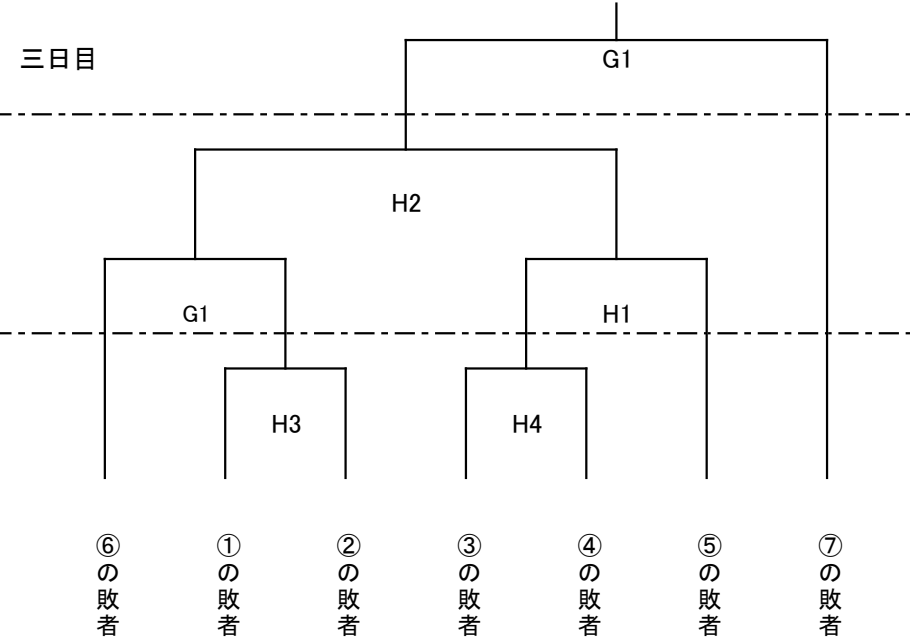 三日目
G1
H2
G1
H1
H3
H4
⑥の敗者
①の敗者
②の敗者
③の敗者
④の敗者
⑤の敗者
⑦の敗者